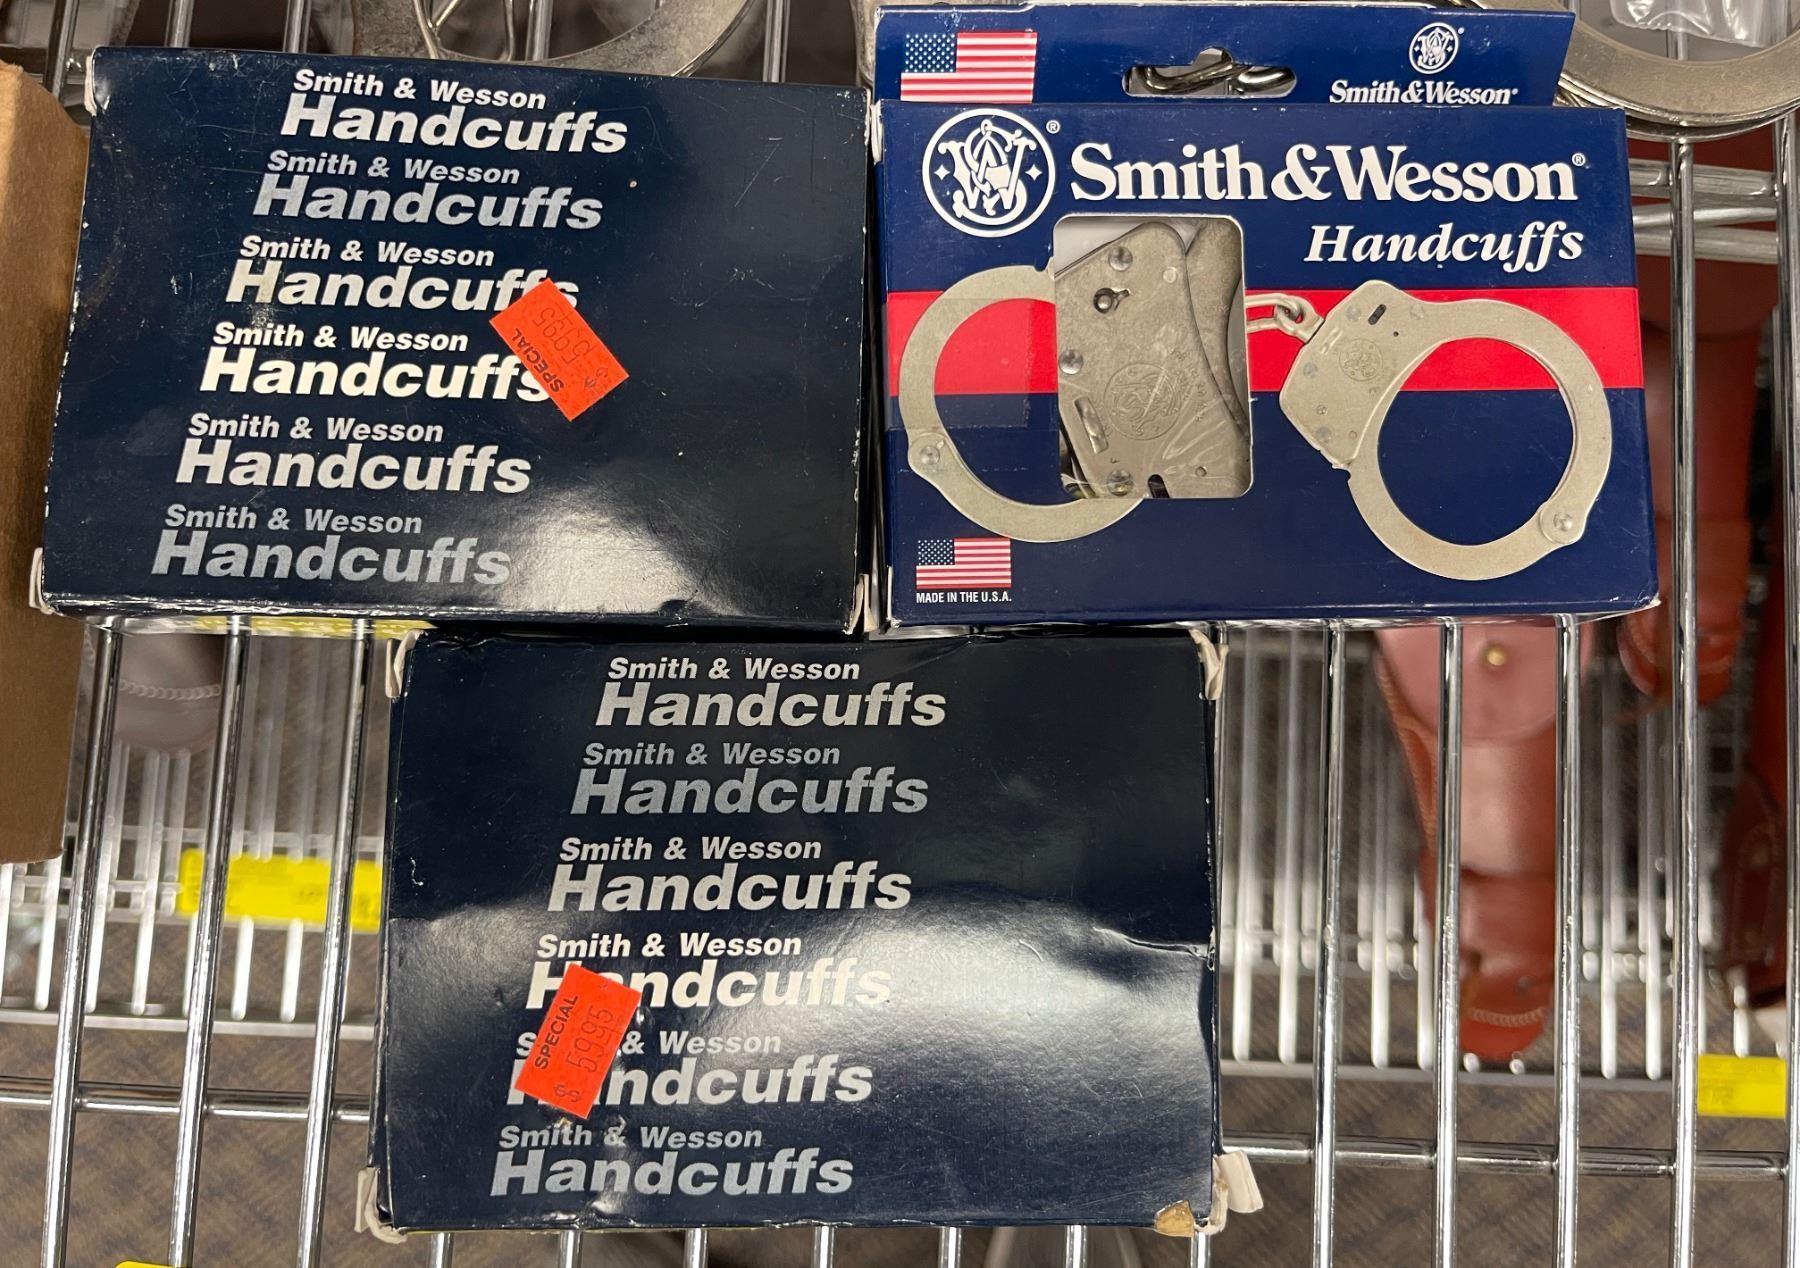 Smith & Wesson
Handcuffs
Smith & Wesson
Handcuffs
Smith & Wesson
Handcuffs
Smith & Wesson
Handcuffs
Smith & Wesson
Handcuffs
Smith & Wesson
Handcuffs
SPECIAL
$ 5995
Smith&Wesson
Smith&Wesson®
Handcuffs
MADE IN THE U.S.A.
Smith & Wesson
Handcuffs
Smith & Wesson
Handcuffs
Smith & Wesson
Handcuffs
Smith & Wesson
Handcuffs
& Wesson
Handcuffs
Smith & Wesson
Handcuffs
SPECIAL
$ 5995